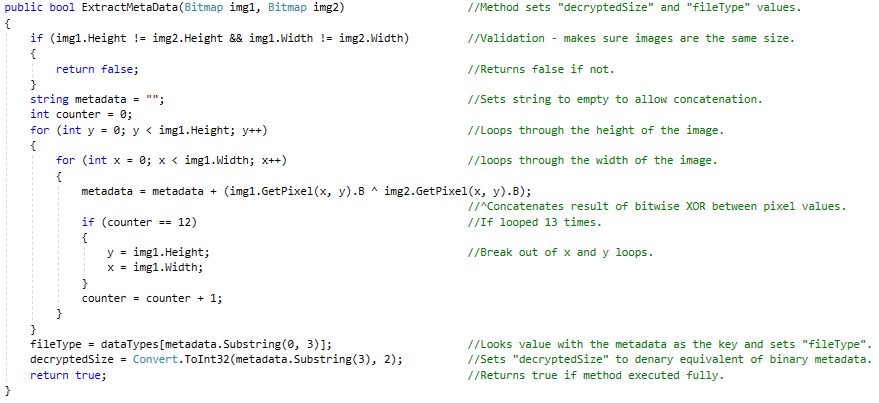 public bool ExtractMetaData(Bitmap img1, Bitmap img2) //Method sets "decryptedSize" and "fileType" values.
{
if (img1.Height != img2.Height && img1.Width != img2.Width) //Validation - makes sure images are the same size.
{
return false; //Returns false if not.
}
string metadata = ""; //Sets string to empty to allow concatenation.
int counter = 0;
for (int y = 0; y < img1.Height; y++) //Loops through the height of the image.
{
for (int x = 0; x < img1.Width; x++) //loops through the width of the image.
{
metadata = metadata + (img1.GetPixel(x, y).B ^ img2.GetPixel(x, y).B);
//^Concatenates result of bitwise XOR between pixel values.
if (counter == 12) //If looped 13 times.
{
y = img1.Height; //Break out of x and y loops.
x = img1.Width;
}
counter = counter + 1;
}
}
fileType = dataTypes[metadata.Substring(0, 3)]; //Looks value with the metadata as the key and sets "fileType".
decryptedSize = Convert.ToInt32(metadata.Substring(3), 2); //Sets "decryptedSize" to denary equivalent of binary metadata.
return true; //Returns true if method executed fully.
}